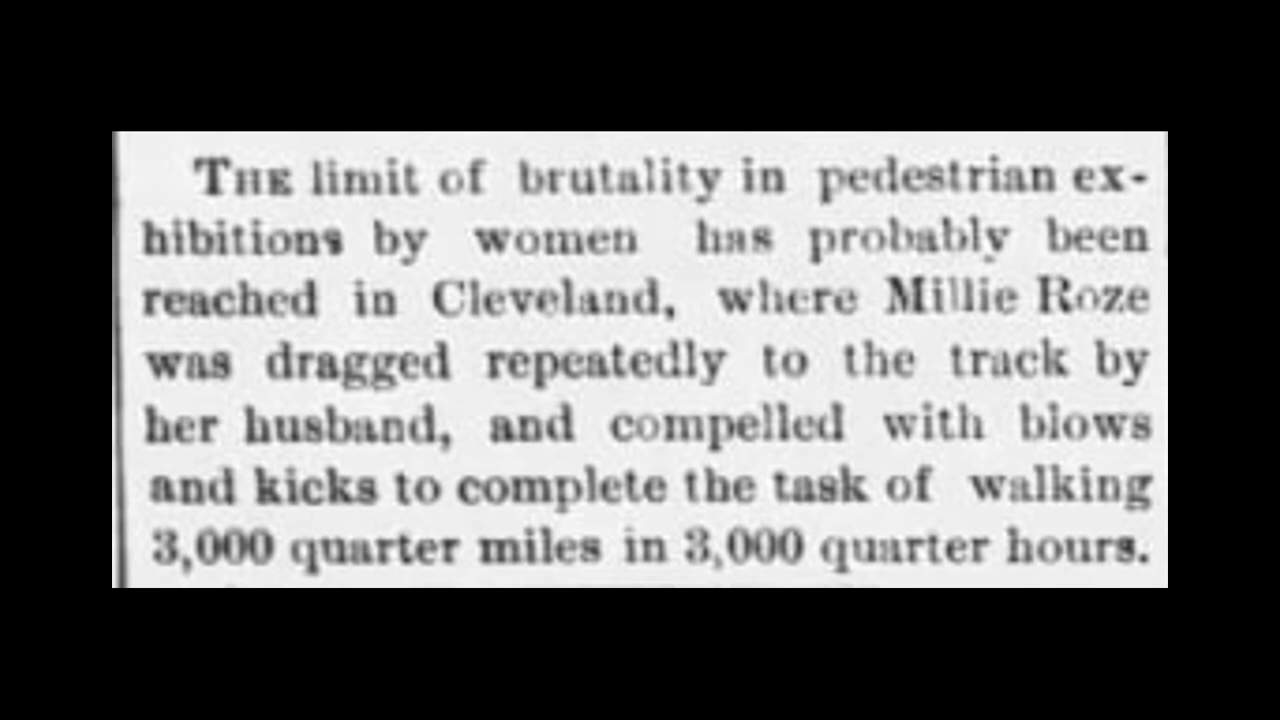 THE limit of brutality in pedestrian ex-
hibitions by women has probably been
reached in Cleveland, where Millie Roze
was dragged repeatedly to the track by
her husband, and compelled with blows
and kicks to complete the task of walking
3,000 quarter miles in 3,000 quarter hours.